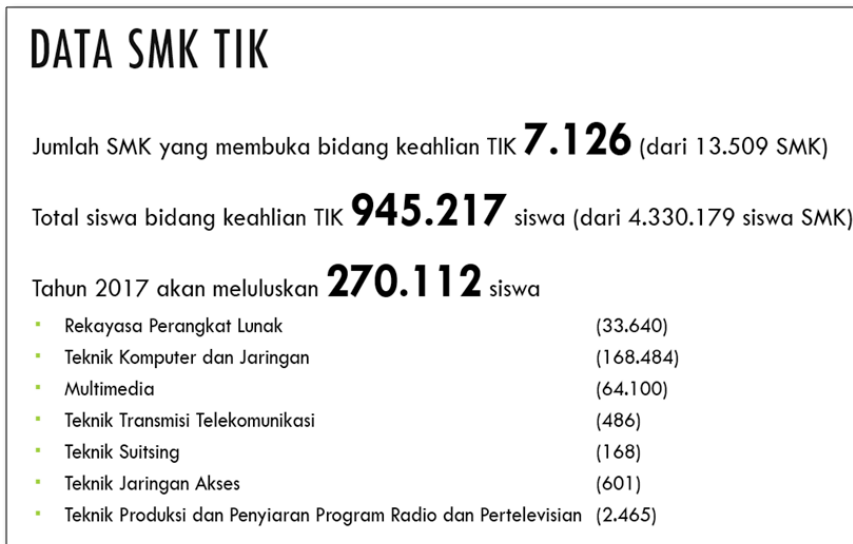 DATA SMK TIK
Jumlah SMK yang membuka bidang keahlian TIK 7.126 (dari 13.509 SMK)
Total siswa bidang keahlian TIK 945.217 siswa (dari 4.330.179 siswa SMK)
Tahun 2017 akan meluluskan 270.112 siswa
▪ Rekayasa Perangkat Lunak (33.640)
▪ Teknik Komputer dan Jaringan (168.484)
▪ Multimedia (64.100)
▪ Teknik Transmisi Telekomunikasi (486)
▪ Teknik Suitsing (168)
▪ Teknik Jaringan Akses (601)
▪ Teknik Produksi dan Penyiaran Program Radio dan Pertelevisian (2.465)